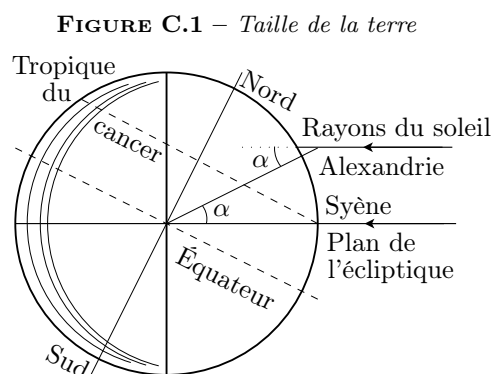 FIGURE C.1 – Taille de la terre
Tropique
du
cancer
Nord
Rayons du soleil
α
Alexandrie
Syène
α
Plan de
l'écliptique
Équateur
Sud